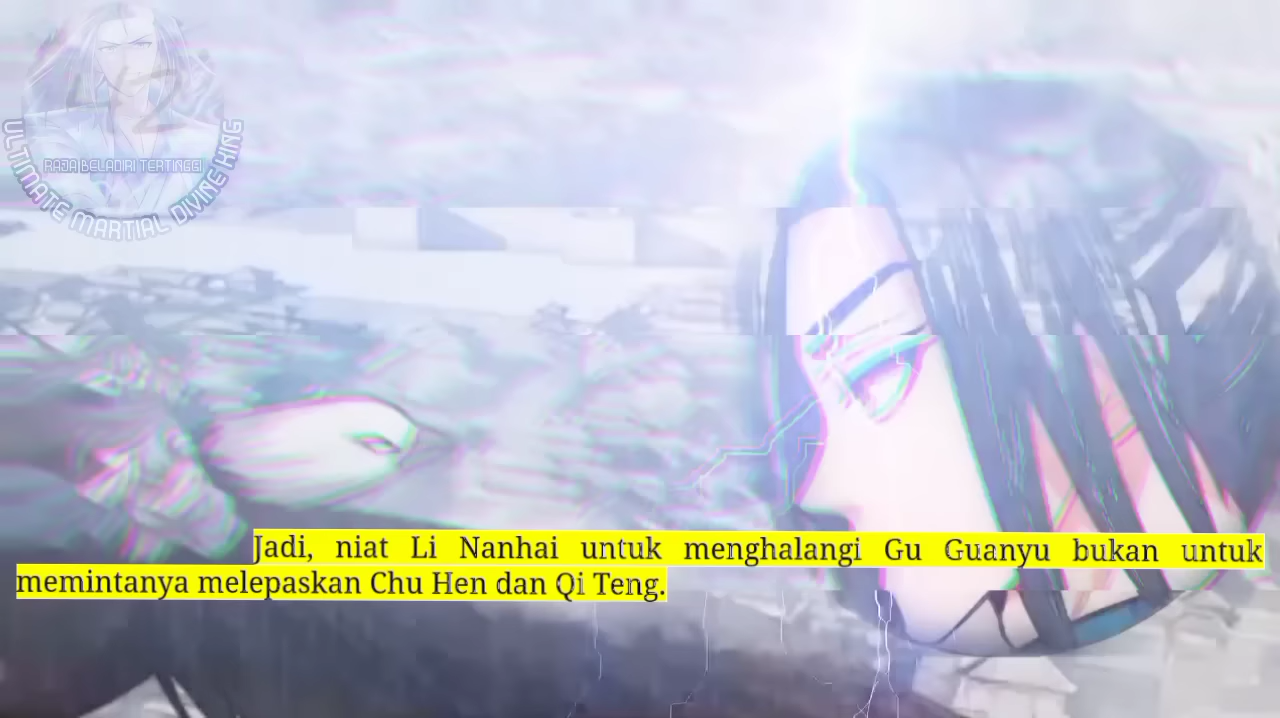 42
RAJA BELADIRI TERTINGGI
ULTIMATE MARTIAL DIVINE KING
Jadi, niat Li Nanhai untuk menghalangi Gu Guanyu bukan untuk
memintanya melepaskan Chu Hen dan Qi Teng.